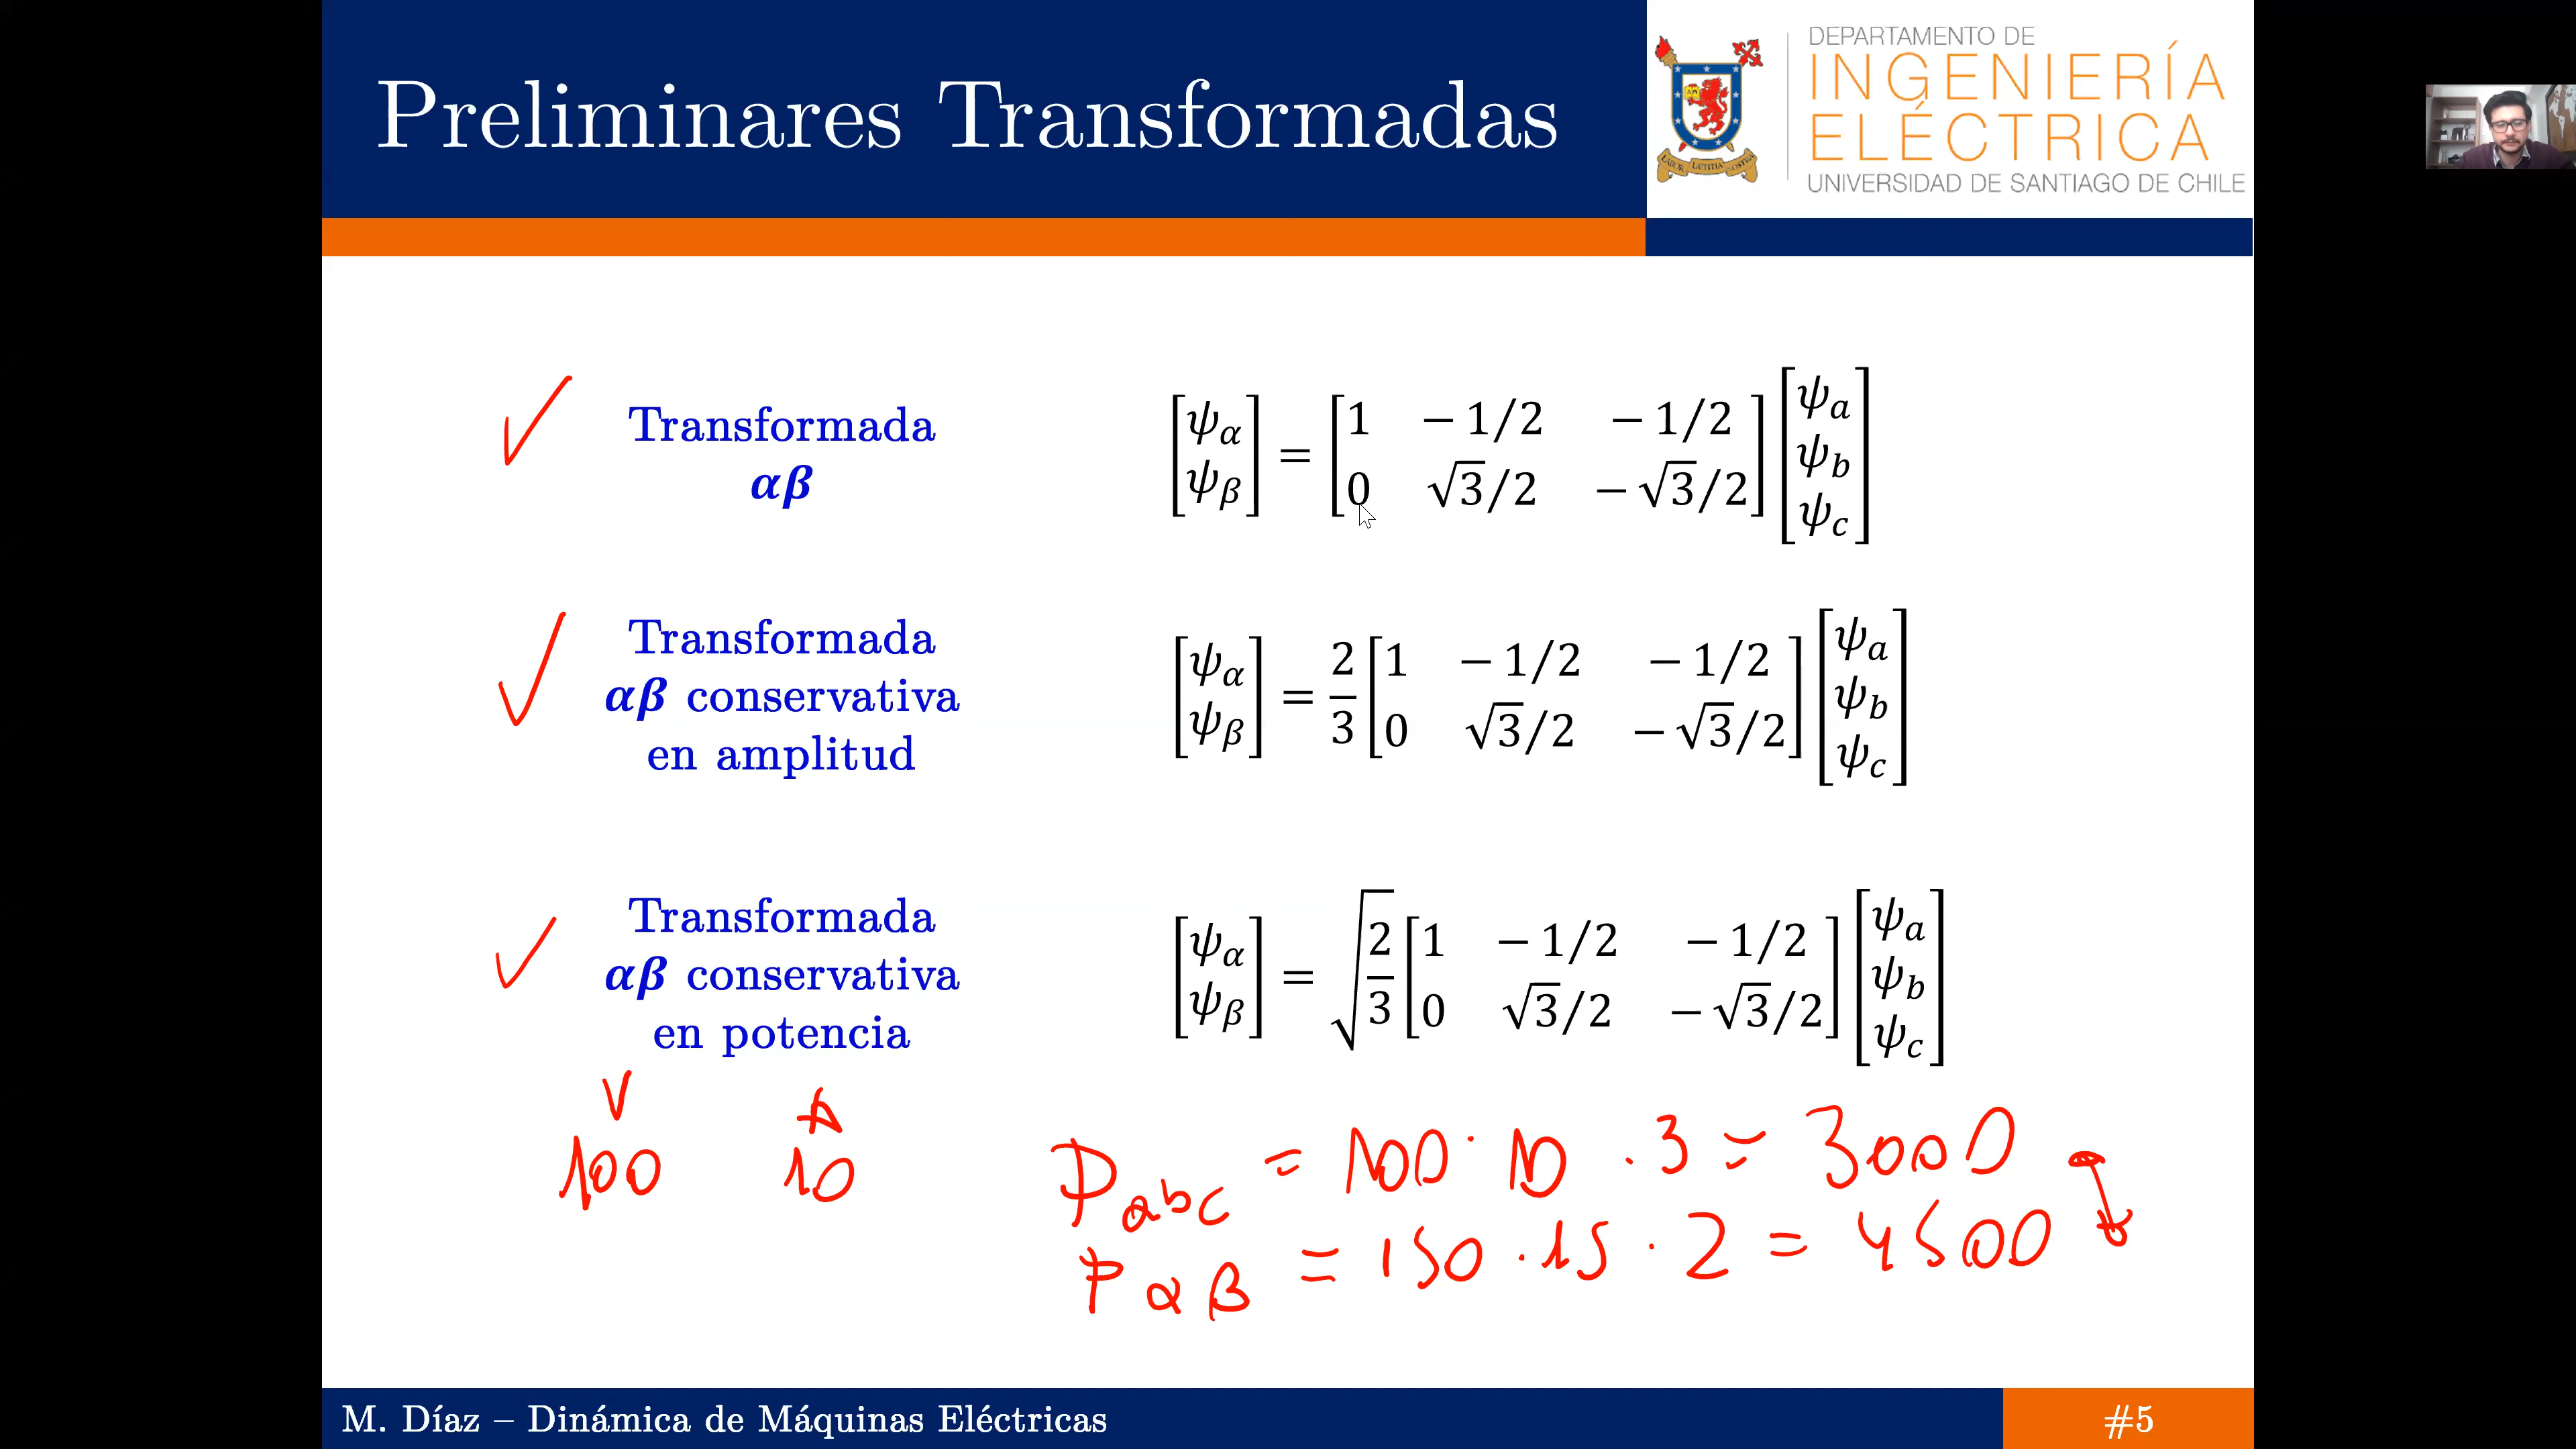 Preliminares Transformadas
DEPARTAMENTO DE
INGENIERÍA
ELÉCTRICA
UNIVERSIDAD DE SANTIAGO DE CHILE
Transformada
αβ
[ψα ψβ] = [1 −1/2 −1/2; 0 √3/2 −√3/2] [ψa ψb ψc]
Transformada
αβ conservativa
en amplitud
[ψα ψβ] = 2/3 [1 −1/2 −1/2; 0 √3/2 −√3/2] [ψa ψb ψc]
Transformada
αβ conservativa
en potencia
[ψα ψβ] = √(2/3) [1 −1/2 −1/2; 0 √3/2 −√3/2] [ψa ψb ψc]
V A
100 10
Pabc = 100 · 10 · 3 = 3000
Pαβ = 150 · 15 · 2 = 4500
M. Díaz – Dinámica de Máquinas Eléctricas
#5